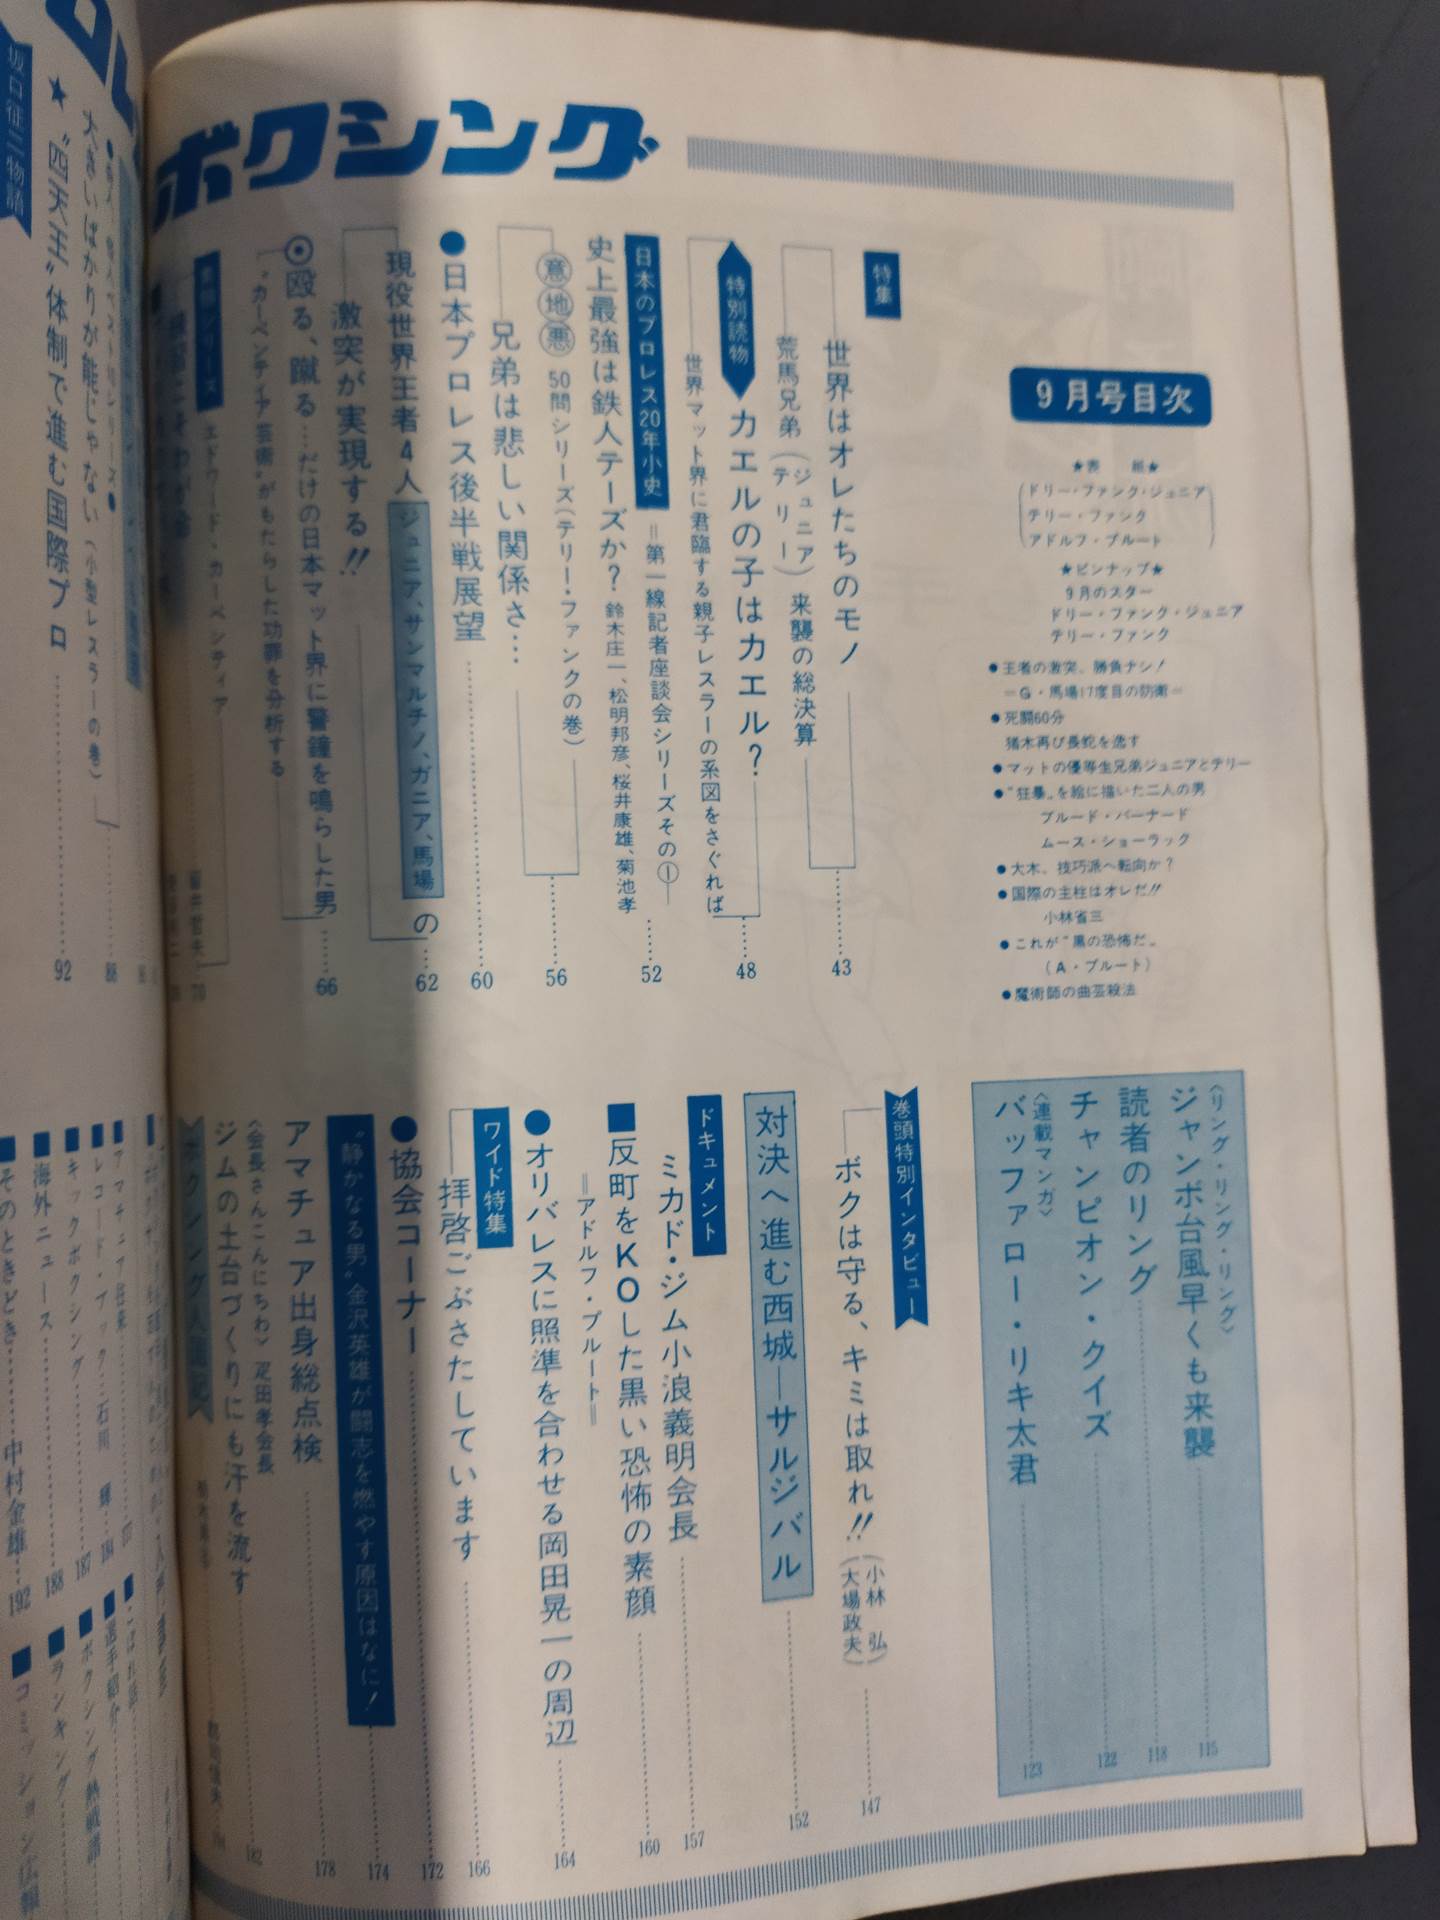 ボクシング
9月号目次
★表　紙★
ドリー・ファンク・ジュニア
テリー・ファンク
アドルフ・プルート
★ピンナップ★
9月のスター
ドリー・ファンク・ジュニア
テリー・ファンク
●王者の激突、勝負ナシ!
=G・馬場17度目の防衛=
●死闘60分
猪木再び長蛇を逸す
●マットの優等生兄弟ジュニアとテリー
●"狂暴"を絵に描いた二人の男
ブルート・バーナード
ムース・ショーラック
●大木、技巧派へ転向か?
●国際の主柱はオレだ!!
小林省三
●これが"黒の恐怖だ"
(A・プルート)
●魔術師の曲芸殺法
特集
世界はオレたちのモノ
荒馬兄弟(ジュニア テリー)来襲の総決算……43
特別読物
カエルの子はカエル?
世界マット界に君臨する親子レスラーの系図をさぐれば……48
日本のプロレス20年小史
=第一線記者座談会シリーズその①—
史上最強は鉄人テーズか? 鈴木庄一、松明邦彦、桜井康雄、菊池孝……52
意地悪 50問シリーズ(テリー・ファンクの巻)
兄弟は悲しい関係さ………56
●日本プロレス後半戦展望……60
現役世界王者4人 ジュニア、サンマルチノ、ガニア、馬場 の
激突が実現する!!……62
◉殴る、蹴る…だけの日本マット界に警鐘を鳴らした男
"カーペンティア芸術"がもたらした功罪を分析する……66
エドワード・カーペンティア
70
〈リング・リング・リング〉
ジャンボ台風早くも来襲……115
読者のリング……118
チャンピオン・クイズ……122
〈連載マンガ〉
バッファロー・リキ太君……123
巻頭特別インタビュー
ボクは守る、キミは取れ!!(小林　弘 大場政夫)……147
対決へ進む西城—サルジバル……152
ドキュメント
ミカド・ジム小浪義明会長……157
■反町をKOした黒い恐怖の素顔
=アドルフ・プルート=……160
●オリバレスに照準を合わせる岡田晃一の周辺……164
ワイド特集
拝啓ごぶさたしています……166
●協会コーナー……172
"静かなる男"金沢英雄が闘志を燃やす原因はなに!……174
アマチュア出身総点検……178
〈会長さんこんにちわ〉疋田孝会長
ジムの土台づくりにも汗を流す……182
坂口征二物語
大きいばかりが能じゃない(小型レスラーの巻)……88
★"四天王"体制で進む国際プロ……92
アマチュア往来……177
レコード・ブック…石川　輝…184
■キックボクシング……187
■海外ニュース……188
■そのときどき……中村金雄…192
■こぼれ話
■選手紹介
■ボクシング熱戦譜
■ランキング